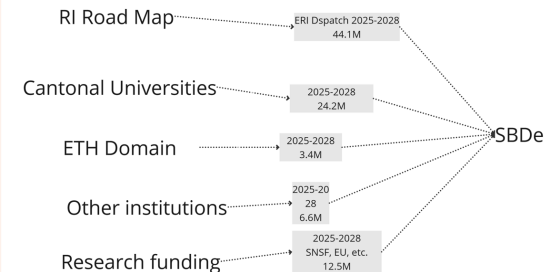 RI Road Map
ERI Dspatch 2025-2028
44.1M
Cantonal Universities
2025-2028
24.2M
SBDe
ETH Domain
2025-2028
3.4M
Other institutions
2025-20
28
6.6M
Research funding
2025-2028
SNSF, EU, etc.
12.5M